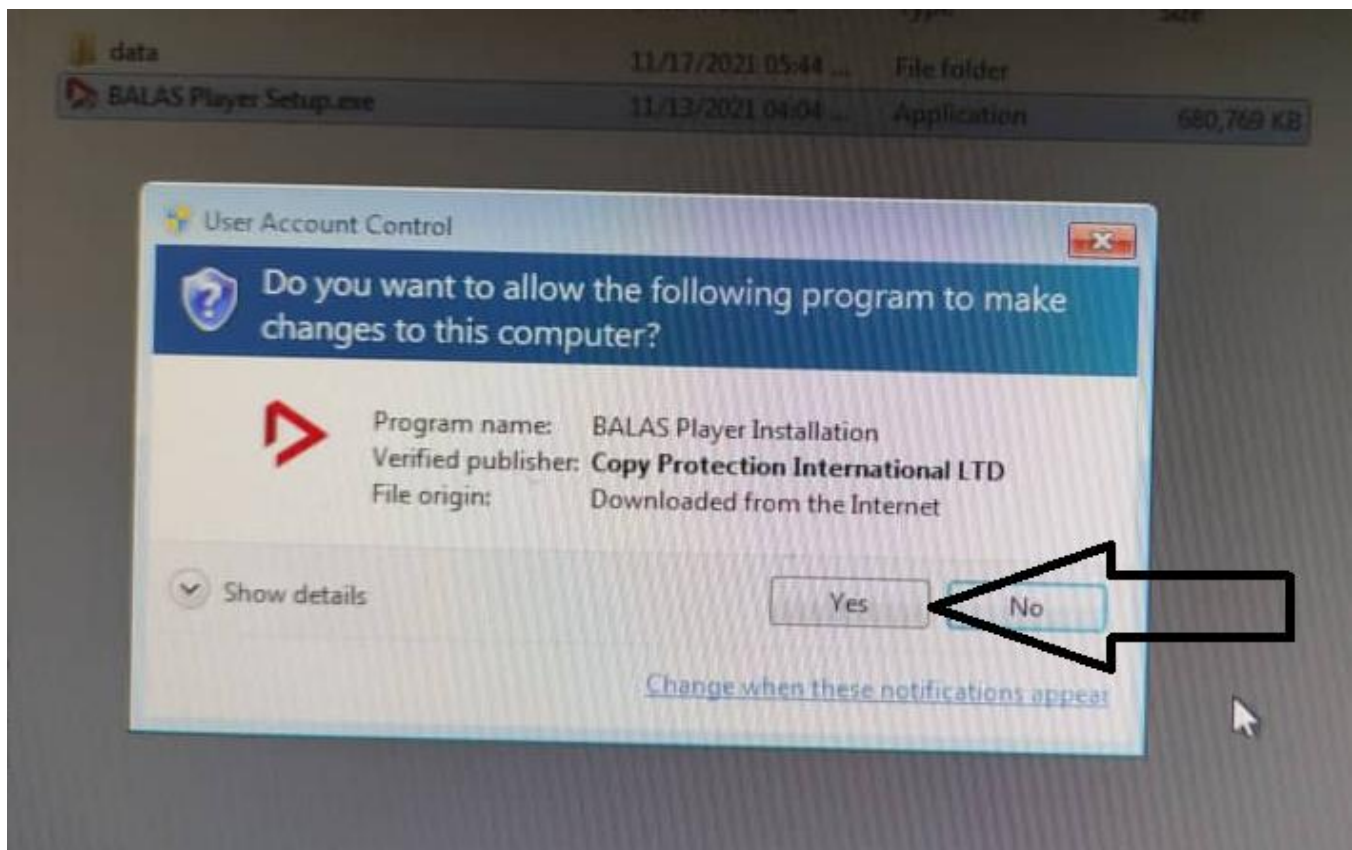 data 11/17/2021 05:44 ... File folder
BALAS Player Setup.exe 11/13/2021 04:04 ... Application 680,769 KB
User Account Control
Do you want to allow the following program to make
changes to this computer?
Program name: BALAS Player Installation
Verified publisher: Copy Protection International LTD
File origin: Downloaded from the Internet
Show details
Yes No
Change when these notifications appear